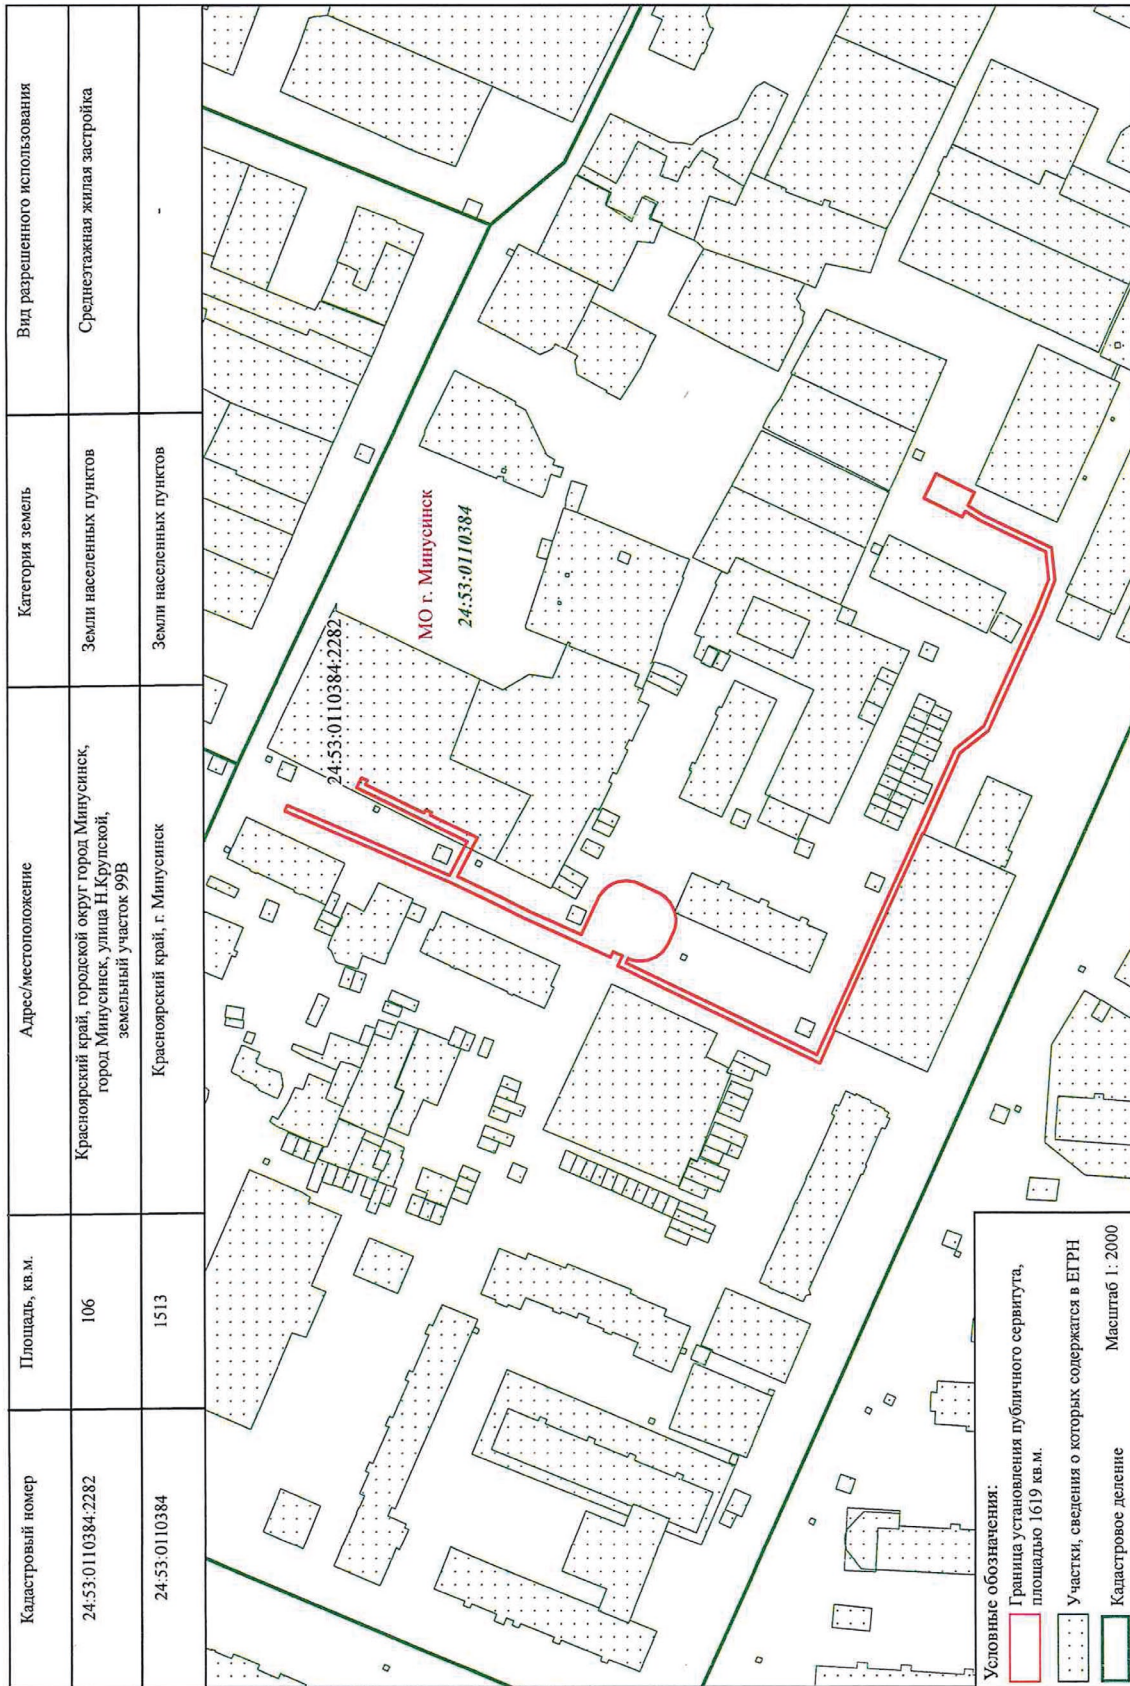 Кадастровый номер
Площадь, кв.м.
Адрес/местоположение
Категория земель
Вид разрешенного использования
24:53:0110384:2282
106
Красноярский край, городской округ город Минусинск,
город Минусинск, улица Н.Крупской,
земельный участок 99В
Земли населенных пунктов
Среднеэтажная жилая застройка
24:53:0110384
1513
Красноярский край, г. Минусинск
Земли населенных пунктов
-
24:53:0110384:2282
МО г. Минусинск
24:53:0110384
Условные обозначения:
Граница установления публичного сервитута,
площадью 1619 кв.м.
Участки, сведения о которых содержатся в ЕГРН
Кадастровое деление
Масштаб 1: 2000